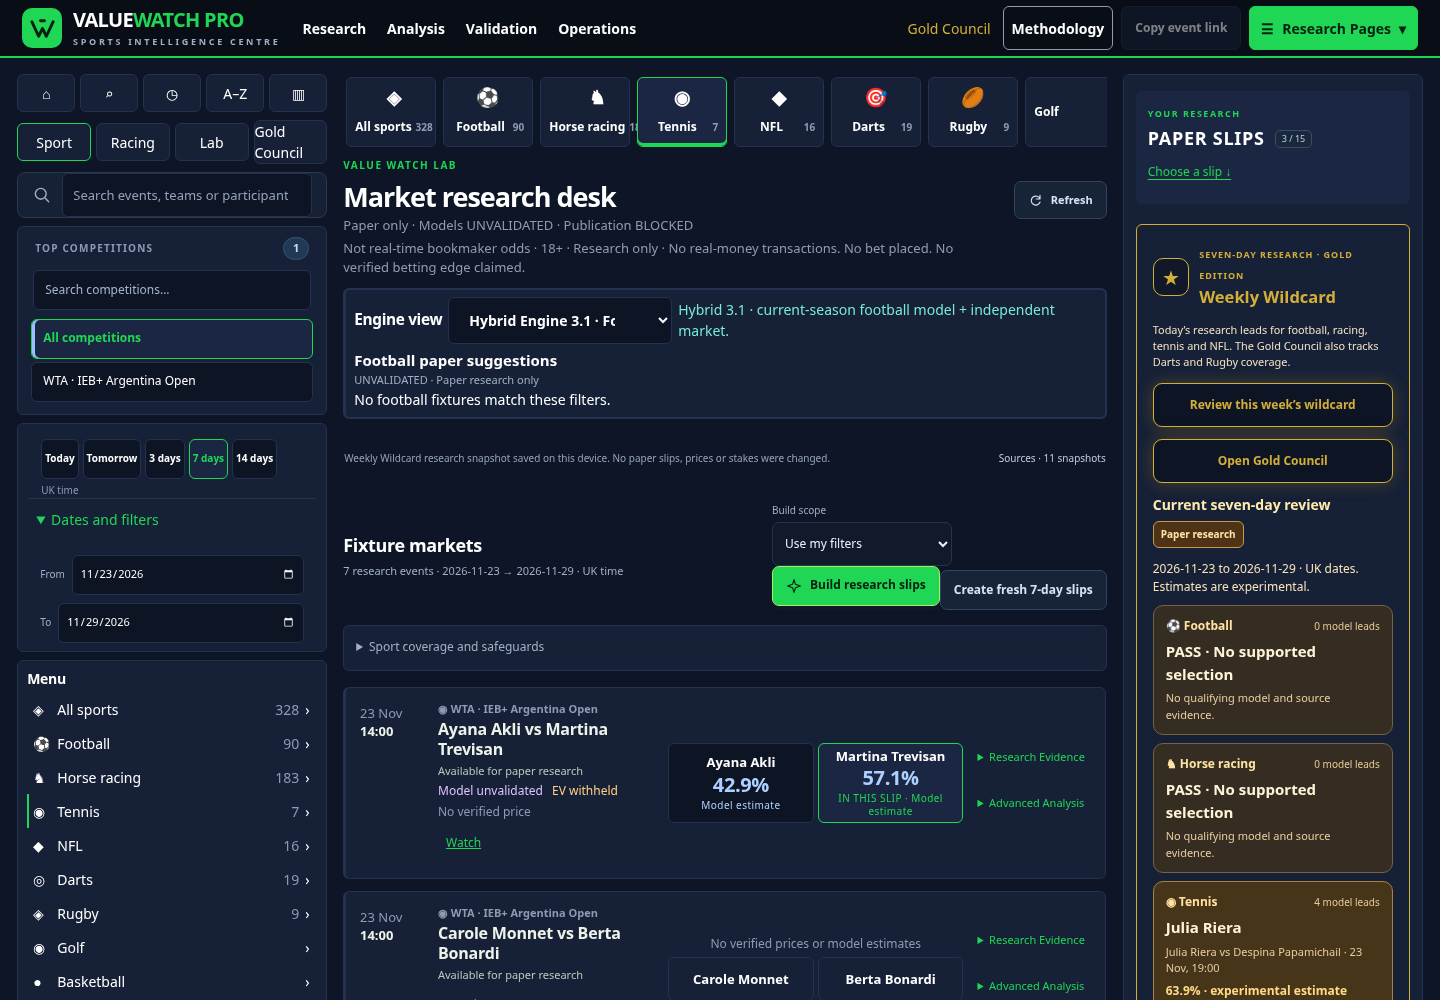 VALUEWATCH PRO
SPORTS INTELLIGENCE CENTRE
Research
Analysis
Validation
Operations
Gold Council
Methodology
Copy event link
☰ Research Pages ▾
A–Z
Sport
Racing
Lab
Gold
Council
Search events, teams or participant
TOP COMPETITIONS
1
Search competitions...
All competitions
WTA · IEB+ Argentina Open
Today
Tomorrow
3 days
7 days
14 days
UK time
▼ Dates and filters
From
11/23/2026
To
11/29/2026
Menu
All sports 328 ›
Football 90 ›
Horse racing 183 ›
Tennis 7 ›
NFL 16 ›
Darts 19 ›
Rugby 9 ›
Golf ›
Basketball ›
All sports 328
Football 90
Horse racing
Tennis 7
NFL 16
Darts 19
Rugby 9
Golf
VALUE WATCH LAB
Market research desk
Refresh
Paper only · Models UNVALIDATED · Publication BLOCKED
Not real-time bookmaker odds · 18+ · Research only · No real-money transactions. No bet placed. No
verified betting edge claimed.
Engine view
Hybrid Engine 3.1 · Fo
Hybrid 3.1 · current-season football model + independent
market.
Football paper suggestions
UNVALIDATED · Paper research only
No football fixtures match these filters.
Weekly Wildcard research snapshot saved on this device. No paper slips, prices or stakes were changed.
Sources · 11 snapshots
Fixture markets
7 research events · 2026-11-23 → 2026-11-29 · UK time
Build scope
Use my filters
Build research slips
Create fresh 7-day slips
▶ Sport coverage and safeguards
23 Nov
14:00
◉ WTA · IEB+ Argentina Open
Ayana Akli vs Martina
Trevisan
Available for paper research
Model unvalidated EV withheld
No verified price
Watch
Ayana Akli
42.9%
Model estimate
Martina Trevisan
57.1%
IN THIS SLIP · Model
estimate
▶ Research Evidence
▶ Advanced Analysis
23 Nov
14:00
◉ WTA · IEB+ Argentina Open
Carole Monnet vs Berta
Bonardi
Available for paper research
No verified prices or model estimates
Carole Monnet
Berta Bonardi
▶ Research Evidence
▶ Advanced Analysis
YOUR RESEARCH
PAPER SLIPS
3 / 15
Choose a slip ↓
SEVEN-DAY RESEARCH · GOLD
EDITION
Weekly Wildcard
Today's research leads for football, racing,
tennis and NFL. The Gold Council also tracks
Darts and Rugby coverage.
Review this week's wildcard
Open Gold Council
Current seven-day review
Paper research
2026-11-23 to 2026-11-29 · UK dates.
Estimates are experimental.
Football
0 model leads
PASS · No supported
selection
No qualifying model and source
evidence.
Horse racing
0 model leads
PASS · No supported
selection
No qualifying model and source
evidence.
Tennis
4 model leads
Julia Riera
Julia Riera vs Despina Papamichail · 23
Nov, 19:00
63.9% · experimental estimate